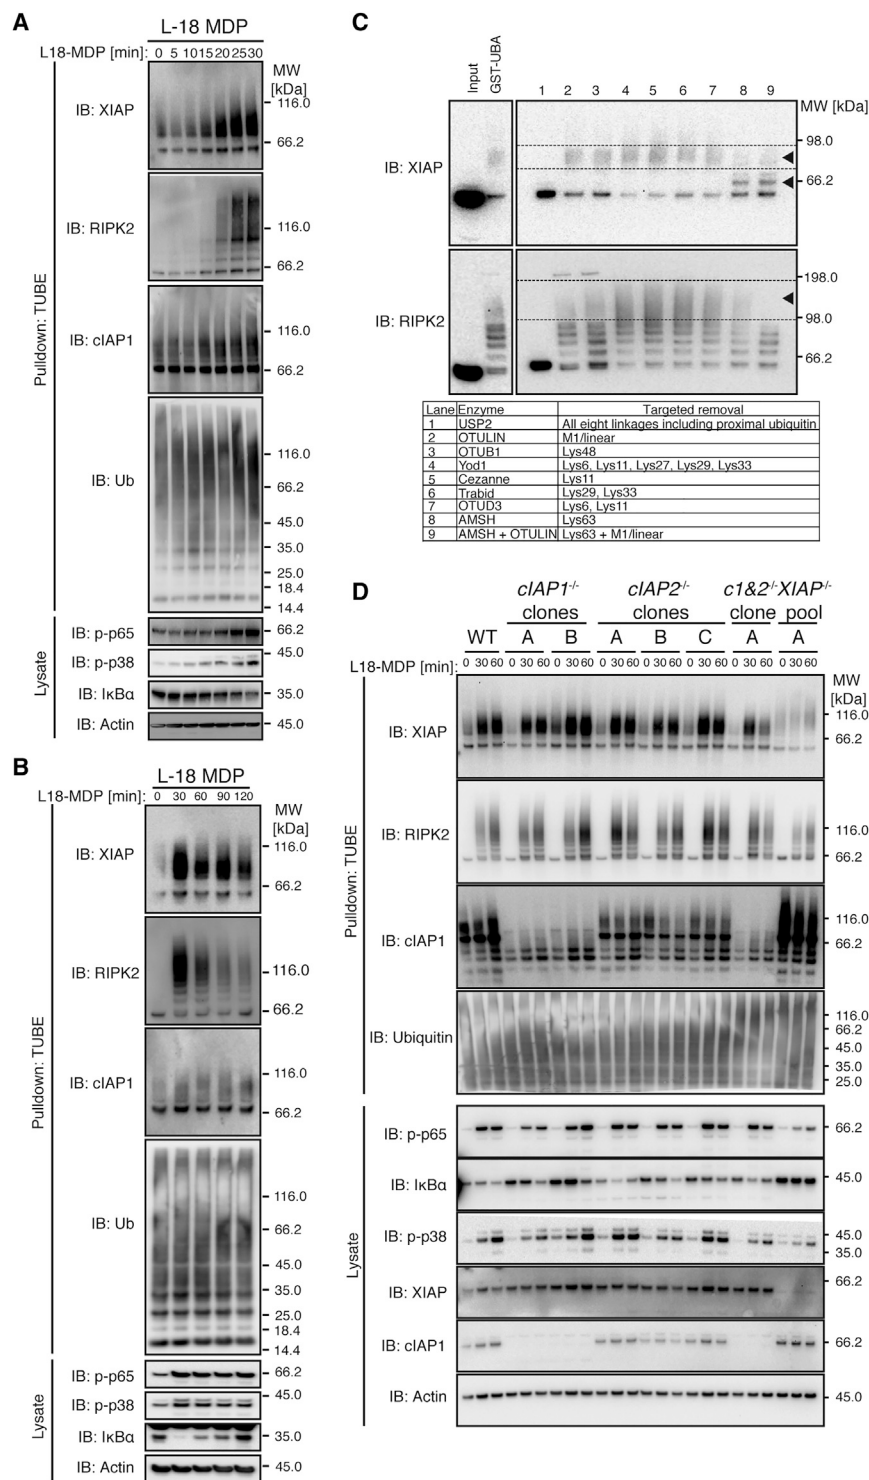 A
L-18 MDP
L18-MDP [min]: 0 5 10 15 20 25 30
MW
[kDa]
Pulldown: TUBE
IB: XIAP
116.0
66.2
IB: RIPK2
116.0
66.2
IB: cIAP1
116.0
66.2
IB: Ub
116.0
66.2
45.0
35.0
25.0
18.4
14.4
Lysate
IB: p-p65
66.2
IB: p-p38
45.0
IB: IκBα
35.0
IB: Actin
45.0
B
L-18 MDP
L18-MDP [min]: 0 30 60 90 120
MW
[kDa]
Pulldown: TUBE
IB: XIAP
116.0
66.2
IB: RIPK2
116.0
66.2
IB: cIAP1
116.0
66.2
IB: Ub
116.0
66.2
45.0
35.0
25.0
18.4
14.4
Lysate
IB: p-p65
66.2
IB: p-p38
45.0
IB: IκBα
35.0
IB: Actin
45.0
C
Input
GST-UBA
1 2 3 4 5 6 7 8 9
MW [kDa]
IB: XIAP
98.0
66.2
IB: RIPK2
198.0
98.0
66.2
Lane Enzyme Targeted removal
1 USP2 All eight linkages including proximal ubiquitin
2 OTULIN M1/linear
3 OTUB1 Lys48
4 Yod1 Lys6, Lys11, Lys27, Lys29, Lys33
5 Cezanne Lys11
6 Trabid Lys29, Lys33
7 OTUD3 Lys6, Lys11
8 AMSH Lys63
9 AMSH + OTULIN Lys63 + M1/linear
D
cIAP1-/- cIAP2-/- c1&2-/- XIAP-/-
clones clones clone pool
WT A B A B C A A
L18-MDP [min]: 0 30 60 0 30 60 0 30 60 0 30 60 0 30 60 0 30 60 0 30 60 0 30 60
MW
[kDa]
Pulldown: TUBE
IB: XIAP
116.0
66.2
IB: RIPK2
116.0
66.2
IB: cIAP1
116.0
66.2
IB: Ubiquitin
116.0
66.2
45.0
35.0
25.0
Lysate
IB: p-p65
66.2
IB: IκBα
45.0
IB: p-p38
45.0
35.0
IB: XIAP
66.2
IB: cIAP1
66.2
IB: Actin
45.0